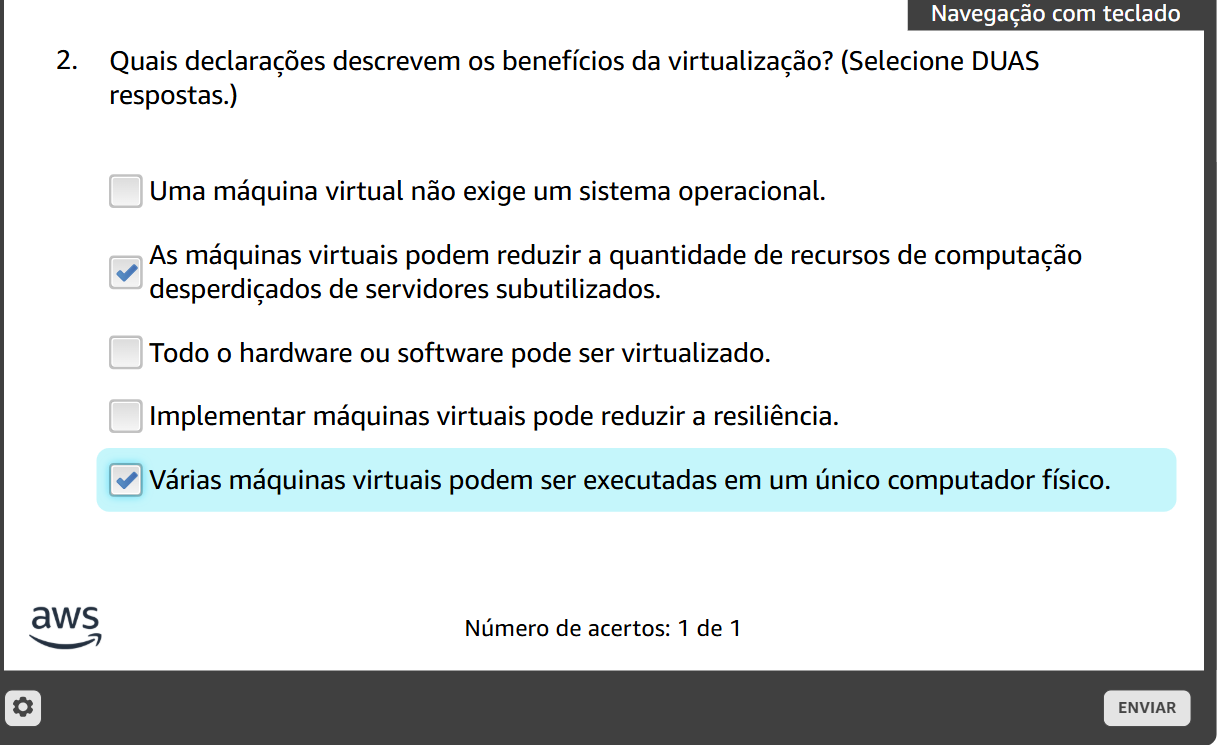 Navegação com teclado
2. Quais declarações descrevem os benefícios da virtualização? (Selecione DUAS
respostas.)
Uma máquina virtual não exige um sistema operacional.
As máquinas virtuais podem reduzir a quantidade de recursos de computação
desperdiçados de servidores subutilizados.
Todo o hardware ou software pode ser virtualizado.
Implementar máquinas virtuais pode reduzir a resiliência.
Várias máquinas virtuais podem ser executadas em um único computador físico.
aws
Número de acertos: 1 de 1
ENVIAR